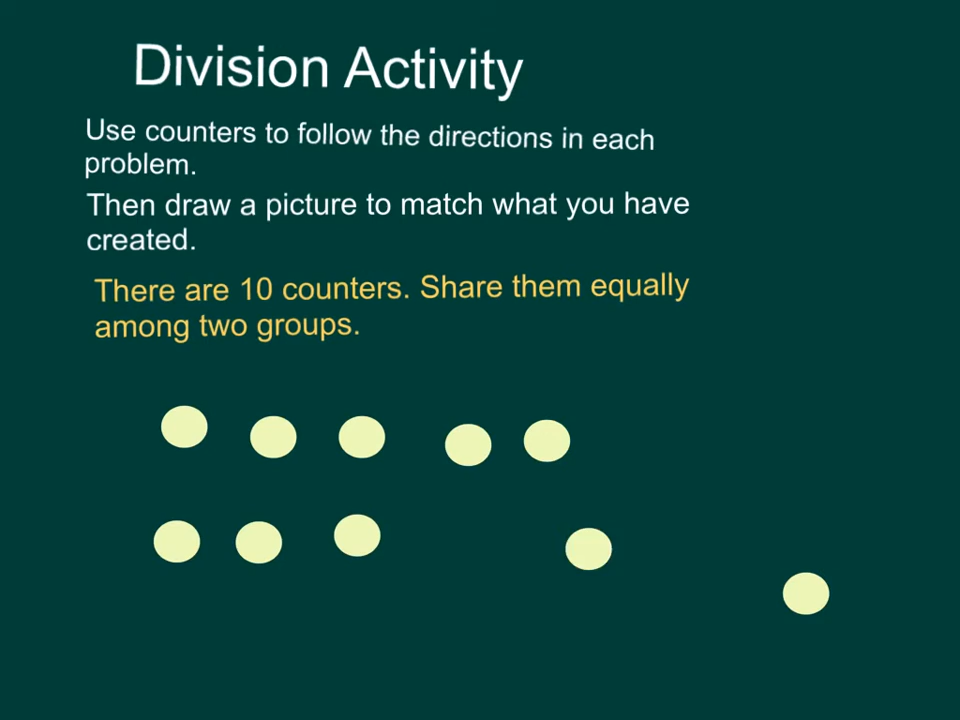 Division Activity
Use counters to follow the directions in each
problem.
Then draw a picture to match what you have
created.
There are 10 counters. Share them equally
among two groups.